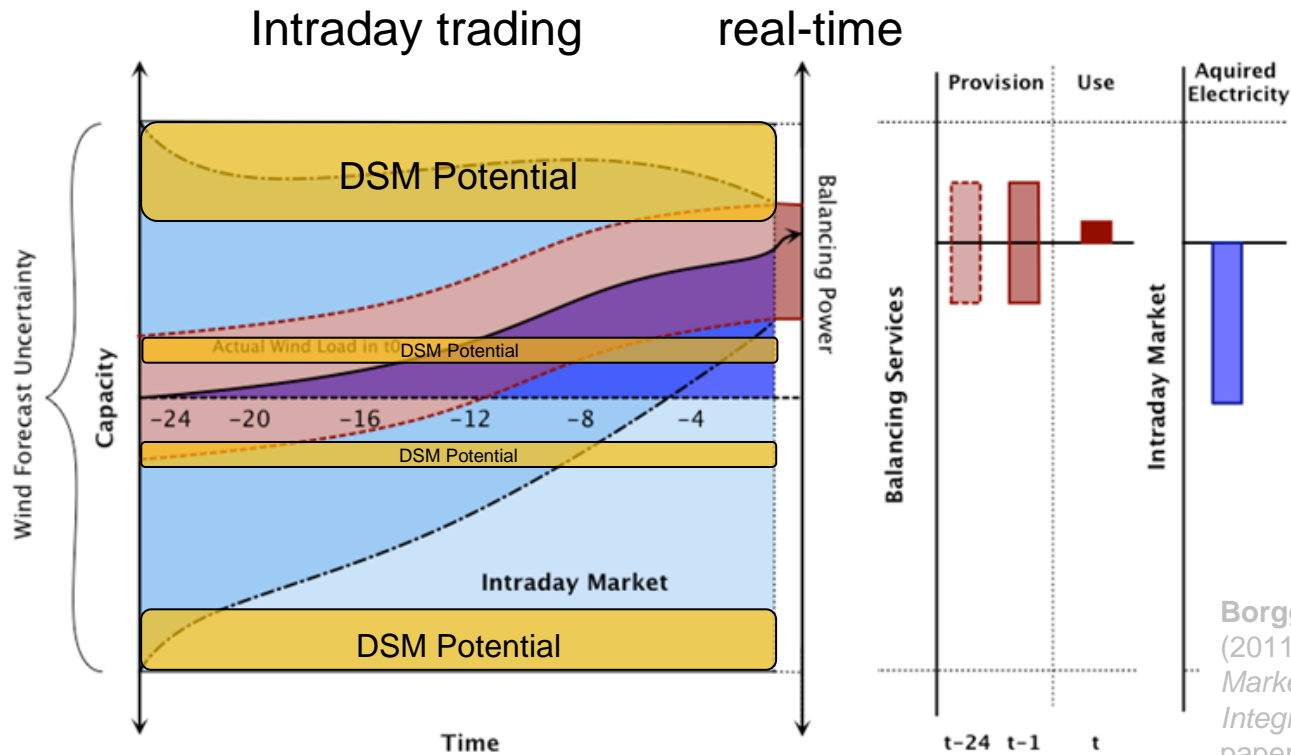 Intraday trading
real-time
Wind Forecast Uncertainty
Capacity
DSM Potential
Actual Wind Load in t0
DSM Potential
-24 -20 -16 -12 -8 -4
DSM Potential
Intraday Market
DSM Potential
Time
Balancing Power
Balancing Services
Provision Use
t-24 t-1 t
Intraday Market
Aquired
Electricity
(2011
Integ
paper